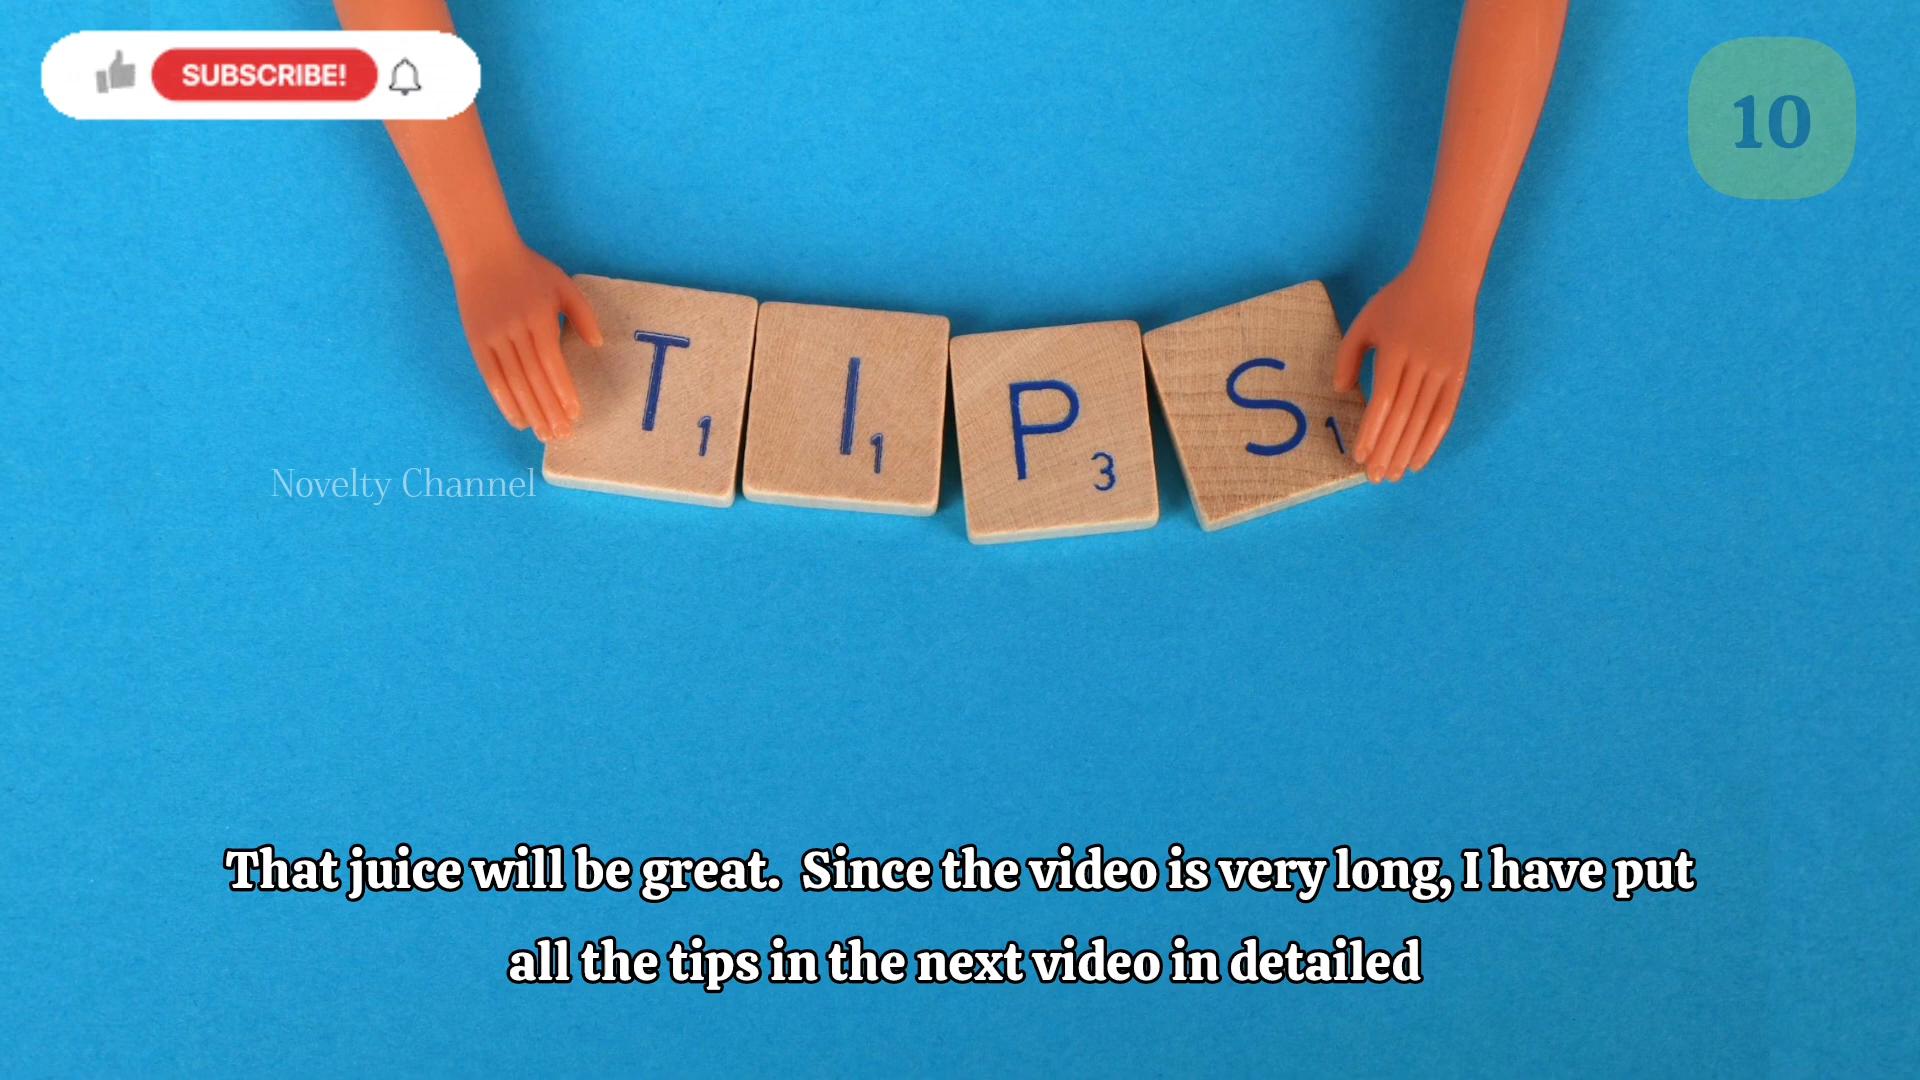 SUBSCRIBE!
10
T1 I1 P3 S1
Novelty Channel
That juice will be great.  Since the video is very long, I have put
all the tips in the next video in detailed